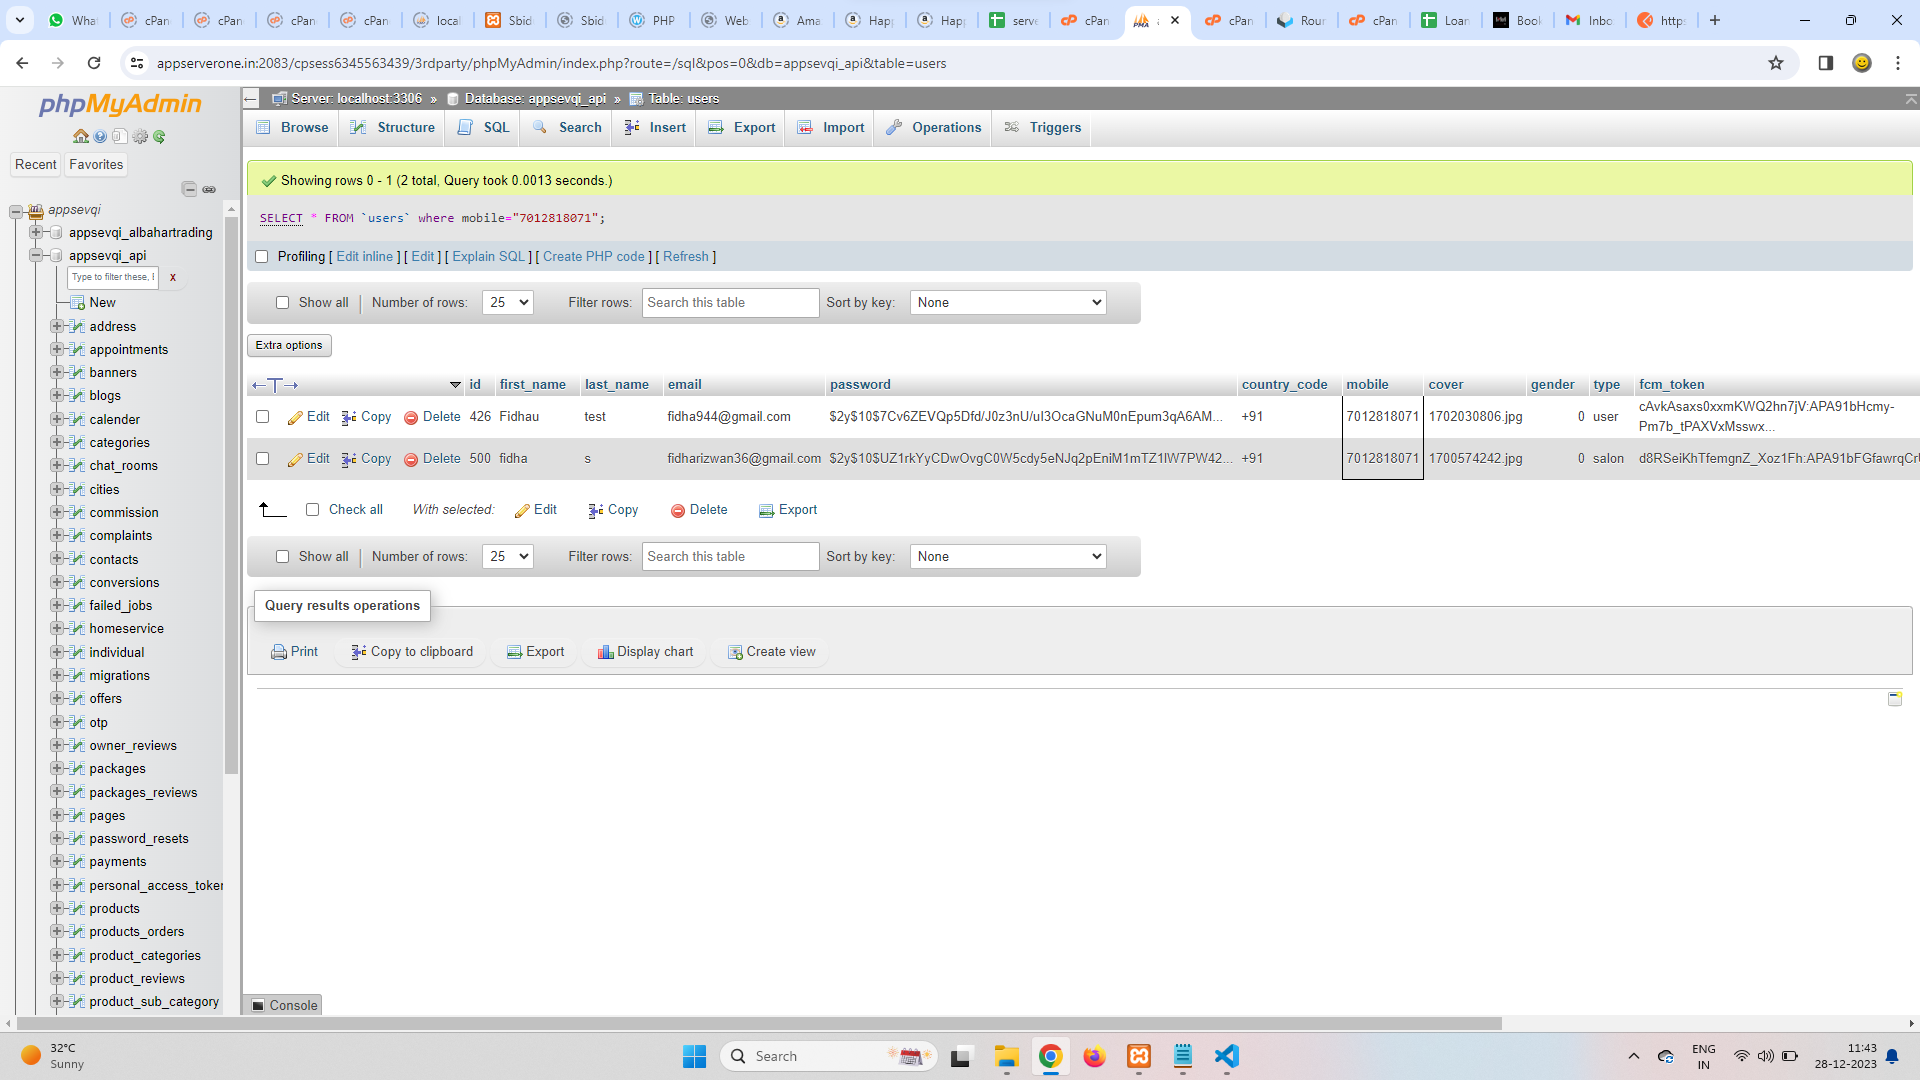 What
cPan
cPan
cPan
cPan
local
Sbid
Sbid
PHP
Web
Ama
Happ
Happ
serve
cPan
cPan
Rour
cPan
Loan
Book
Inbo
https
appserverone.in:2083/cpsess6345563439/3rdparty/phpMyAdmin/index.php?route=/sql&pos=0&db=appsevqi_api&table=users
phpMyAdmin
Recent Favorites
appsevqi
appsevqi_albahartrading
appsevqi_api
Type to filter these, x
New
address
appointments
banners
blogs
calender
categories
chat_rooms
cities
commission
complaints
contacts
conversions
failed_jobs
homeservice
individual
migrations
offers
otp
owner_reviews
packages
packages_reviews
pages
password_resets
payments
personal_access_token
products
products_orders
product_categories
product_reviews
product_sub_category
Server: localhost:3306 » Database: appsevqi_api » Table: users
Browse Structure SQL Search Insert Export Import Operations Triggers
Showing rows 0 - 1 (2 total, Query took 0.0013 seconds.)
SELECT * FROM `users` where mobile="7012818071";
Profiling [ Edit inline ] [ Edit ] [ Explain SQL ] [ Create PHP code ] [ Refresh ]
Show all Number of rows: 25 Filter rows: Search this table Sort by key: None
Extra options
id first_name last_name email password country_code mobile cover gender type fcm_token
Edit Copy Delete 426 Fidhau test fidha944@gmail.com $2y$10$7Cv6ZEVQp5Dfd/J0z3nU/uI3OcaGNuM0nEpum3qA6AM... +91 7012818071 1702030806.jpg 0 user cAvkAsaxs0xxmKWQ2hn7jV:APA91bHcmy-
Pm7b_tPAXVxMsswx...
Edit Copy Delete 500 fidha s fidharizwan36@gmail.com $2y$10$UZ1rkYyCDwOvgC0W5cdy5eNJq2pEniM1mTZ1lW7PW42... +91 7012818071 1700574242.jpg 0 salon d8RSeiKhTfemgnZ_Xoz1Fh:APA91bFGfawrqCrU
Check all With selected: Edit Copy Delete Export
Show all Number of rows: 25 Filter rows: Search this table Sort by key: None
Query results operations
Print Copy to clipboard Export Display chart Create view
Console
32°C
Sunny
Search
ENG
IN
11:43
28-12-2023